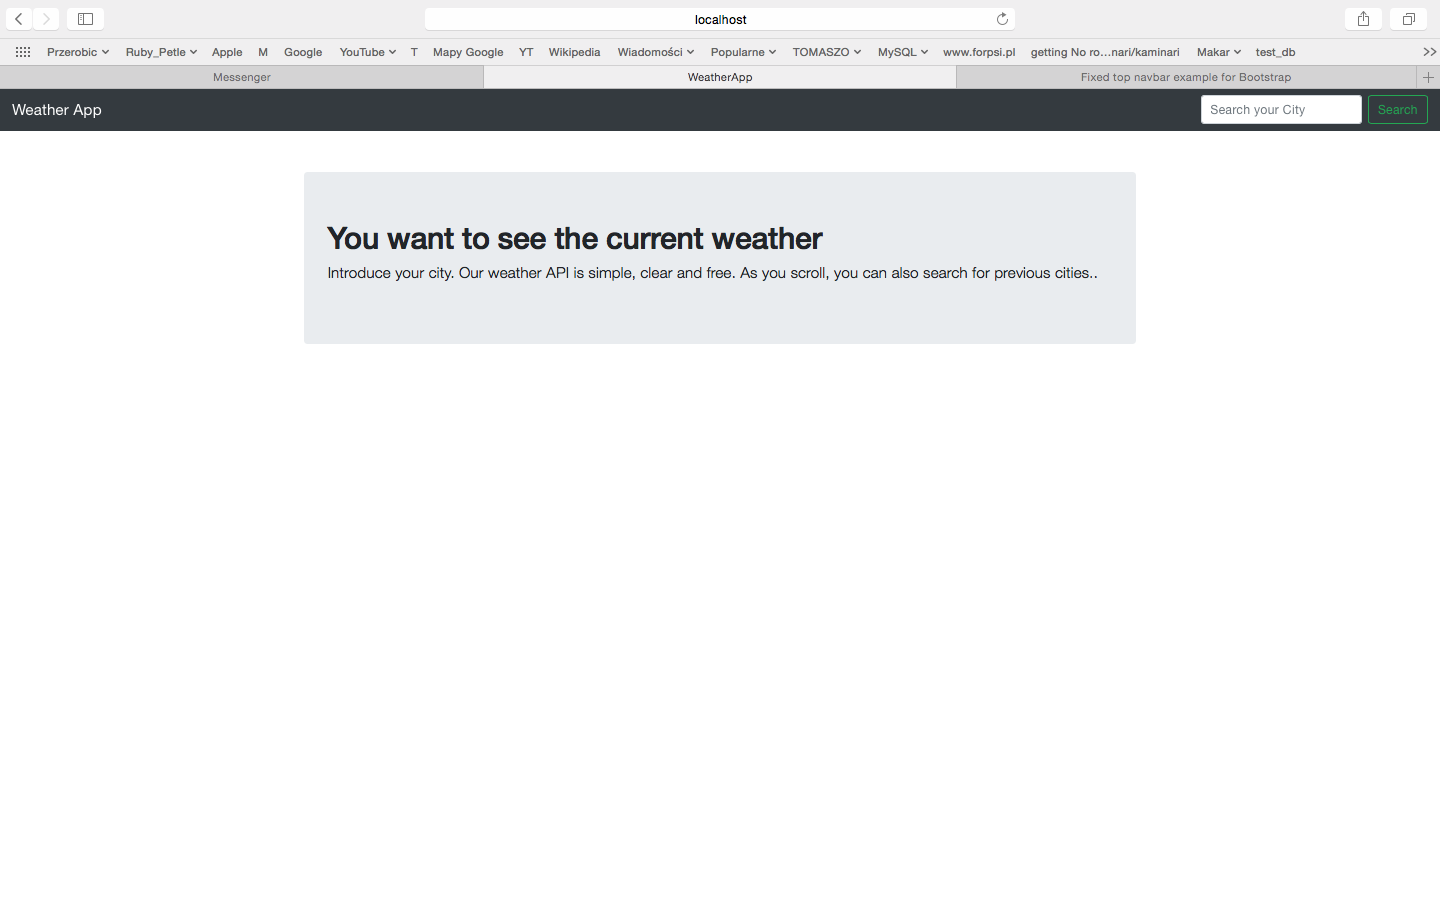 localhost
Przerobic Ruby_Petle Apple M Google YouTube T Mapy Google YT Wikipedia Wiadomości Popularne TOMASZO MySQL www.forpsi.pl getting No ro...nari/kaminari Makar test_db
Messenger WeatherApp Fixed top navbar example for Bootstrap
Weather App Search your City Search
You want to see the current weather
Introduce your city. Our weather API is simple, clear and free. As you scroll, you can also search for previous cities..